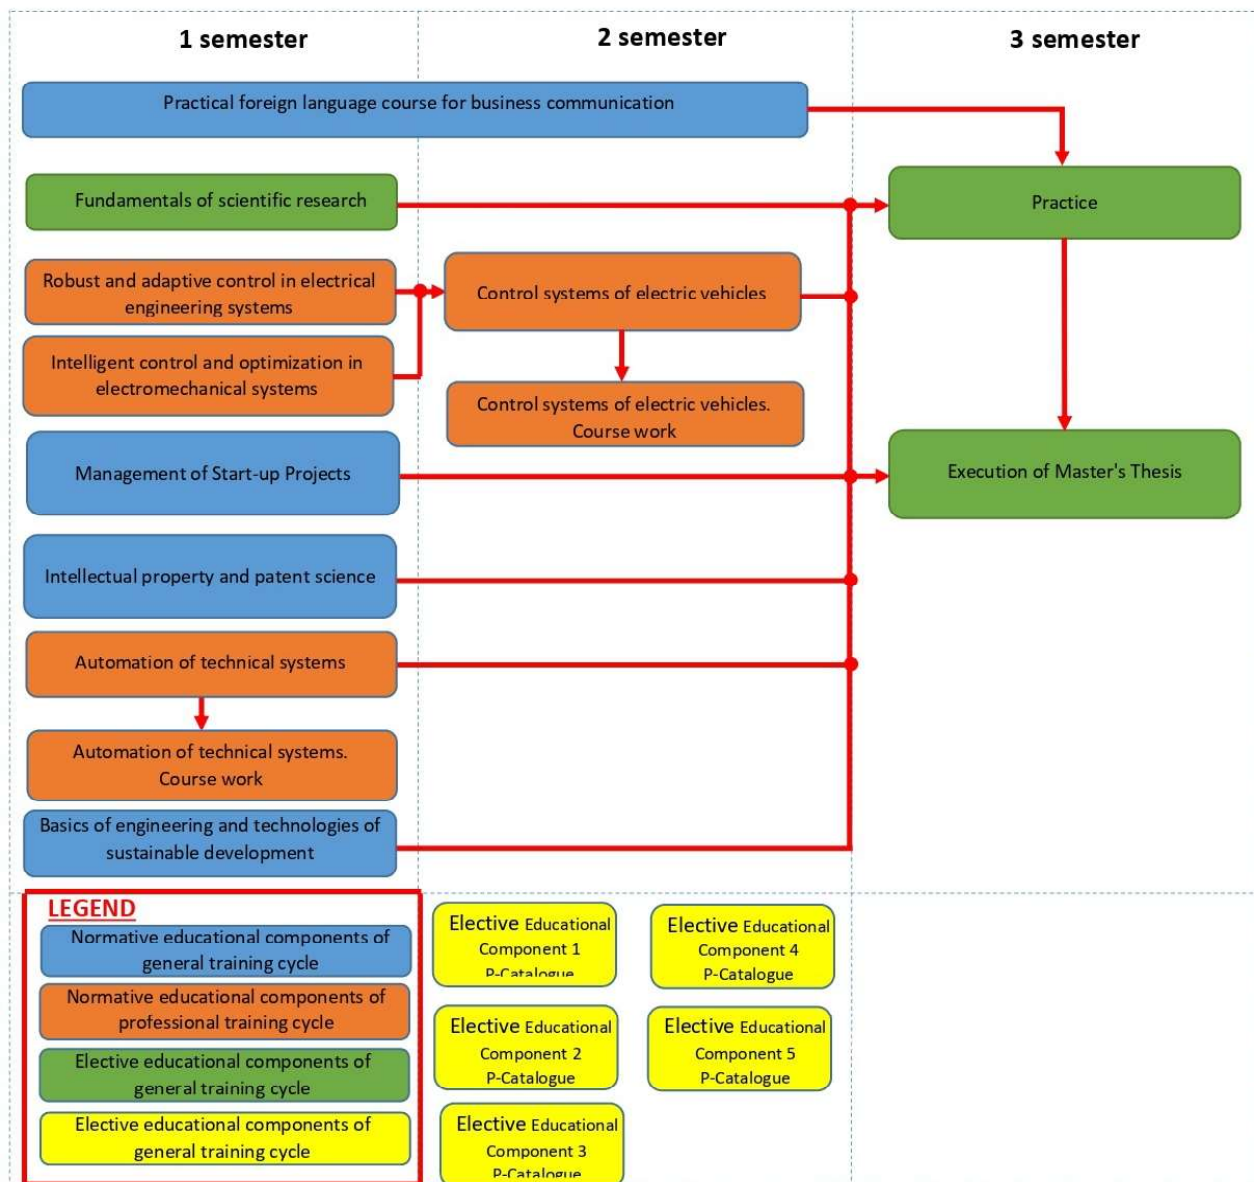 1 semester
2 semester
3 semester
Practical foreign language course for business communication
Fundamentals of scientific research
Practice
Robust and adaptive control in electrical
engineering systems
Control systems of electric vehicles
Intelligent control and optimization in
electromechanical systems
Control systems of electric vehicles.
Course work
Management of Start-up Projects
Execution of Master's Thesis
Intellectual property and patent science
Automation of technical systems
Automation of technical systems.
Course work
Basics of engineering and technologies of
sustainable development
LEGEND
Normative educational components of
general training cycle
Normative educational components of
professional training cycle
Elective educational components of
general training cycle
Elective educational components of
general training cycle
Elective Educational
Component 1
P-Catalogue
Elective Educational
Component 4
P-Catalogue
Elective Educational
Component 2
P-Catalogue
Elective Educational
Component 5
P-Catalogue
Elective Educational
Component 3
P-Catalogue